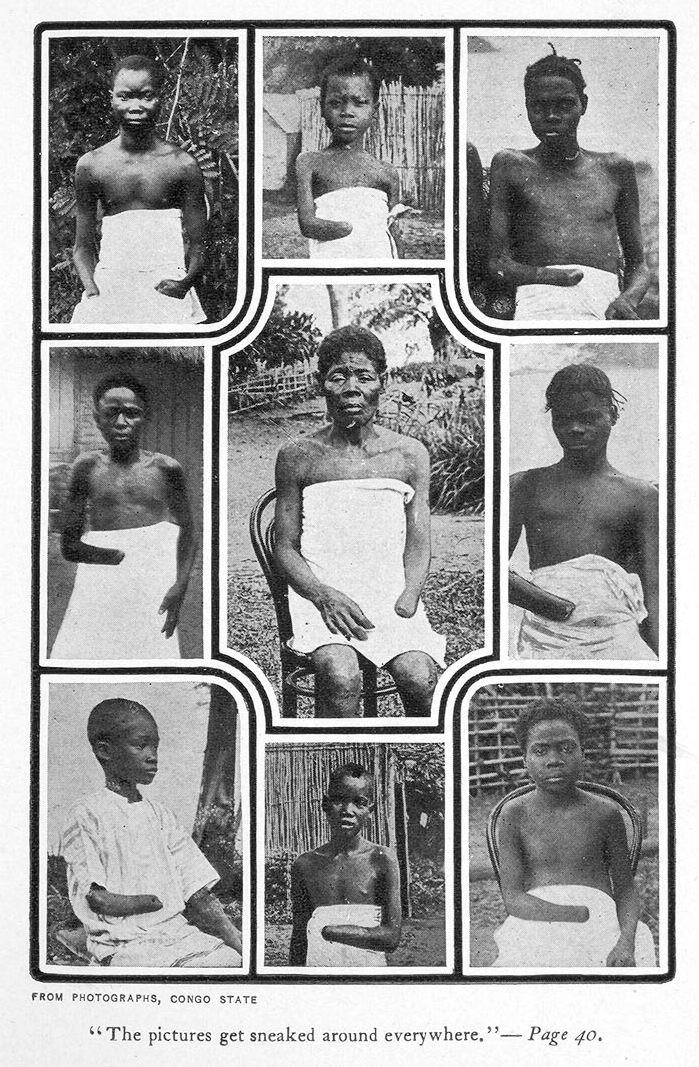 FROM PHOTOGRAPHS, CONGO STATE
“The pictures get sneaked around everywhere.”—Page 40.